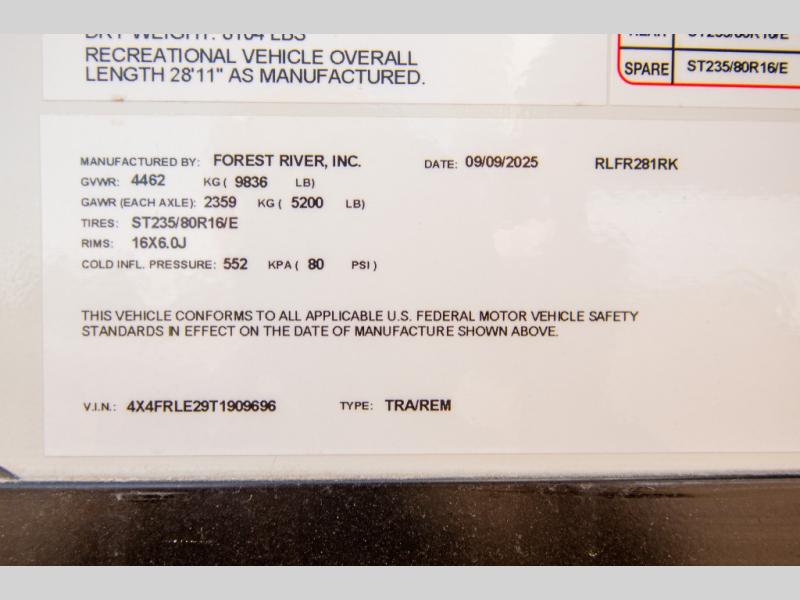 DRY WEIGHT: LBS
RECREATIONAL VEHICLE OVERALL
LENGTH 28'11" AS MANUFACTURED.
SPARE ST235/80R16/E
MANUFACTURED BY: FOREST RIVER, INC. DATE: 09/09/2025 RLFR281RK
GVWR: 4462 KG ( 9836 LB)
GAWR (EACH AXLE): 2359 KG ( 5200 LB)
TIRES: ST235/80R16/E
RIMS: 16X6.0J
COLD INFL. PRESSURE: 552 KPA ( 80 PSI )
THIS VEHICLE CONFORMS TO ALL APPLICABLE U.S. FEDERAL MOTOR VEHICLE SAFETY
STANDARDS IN EFFECT ON THE DATE OF MANUFACTURE SHOWN ABOVE.
V.I.N.: 4X4FRLE29T1909696 TYPE: TRA/REM